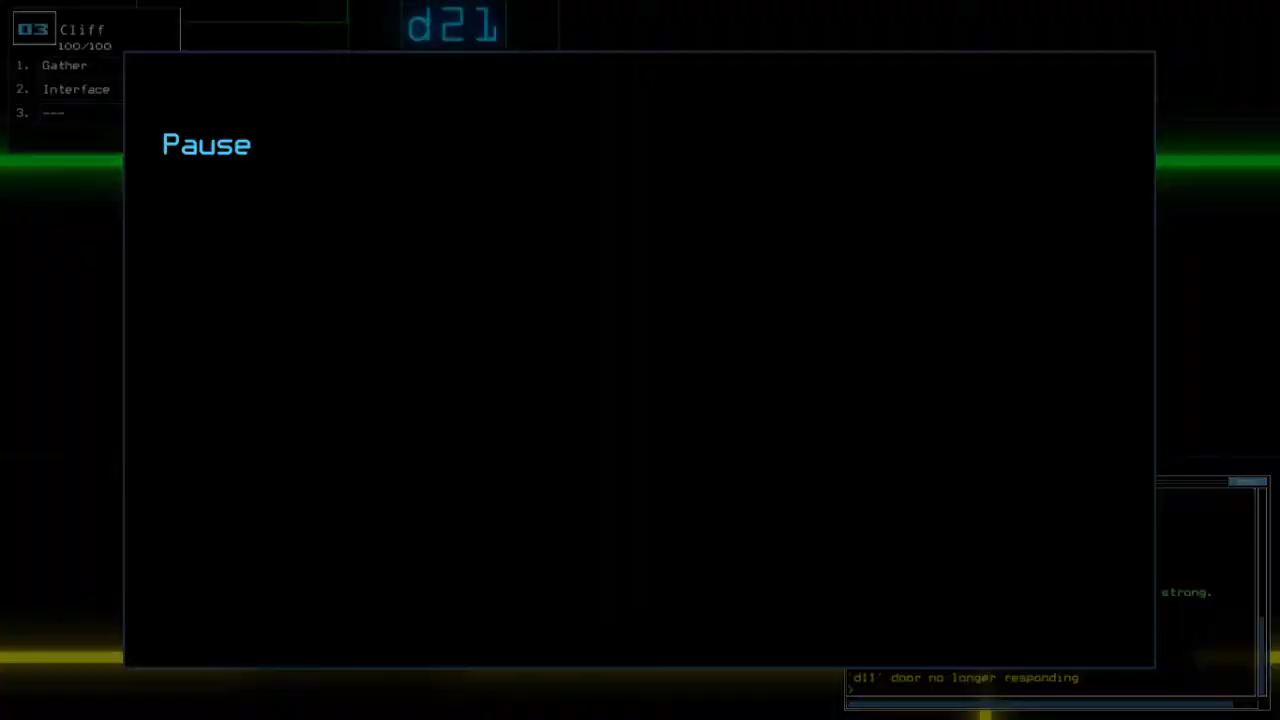 03 Cliff
100/100
1. Gather
2. Interface
3. ---
d21
Pause
strong.
'd11' door no longer responding
>